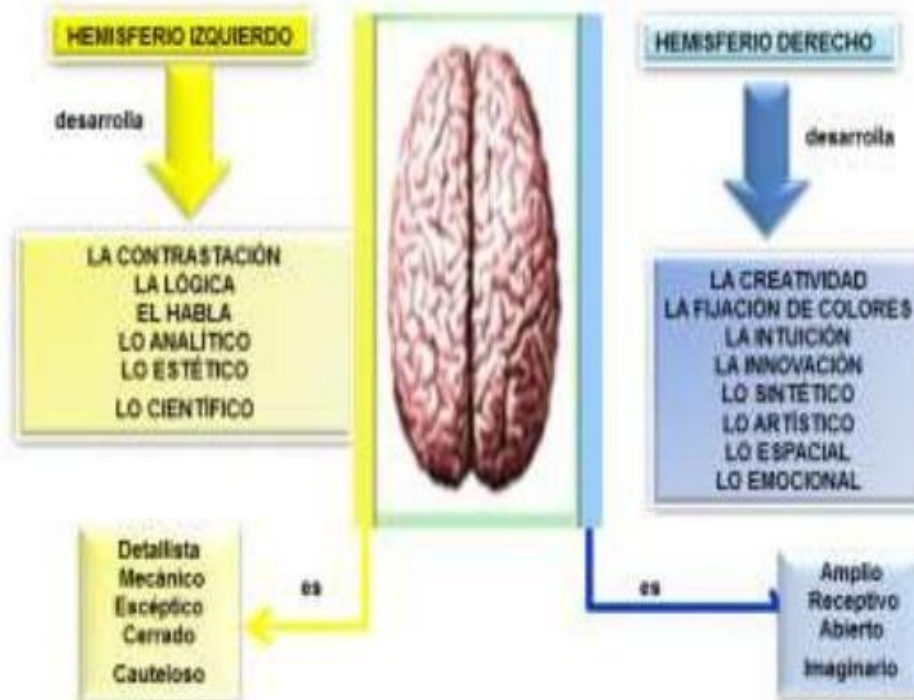 HEMISFERIO IZQUIERDO
desarrolla
LA CONTRASTACIÓN
LA LÓGICA
EL HABLA
LO ANALÍTICO
LO ESTÉTICO
LO CIENTÍFICO
Detallista
Mecánico
Escéptico
Cerrado
Cauteloso
es
HEMISFERIO DERECHO
desarrolla
LA CREATIVIDAD
LA FIJACIÓN DE COLORES
LA INTUICIÓN
LA INNOVACIÓN
LO SINTÉTICO
LO ARTÍSTICO
LO ESPACIAL
LO EMOCIONAL
es
Amplio
Receptivo
Abierto
Imaginario